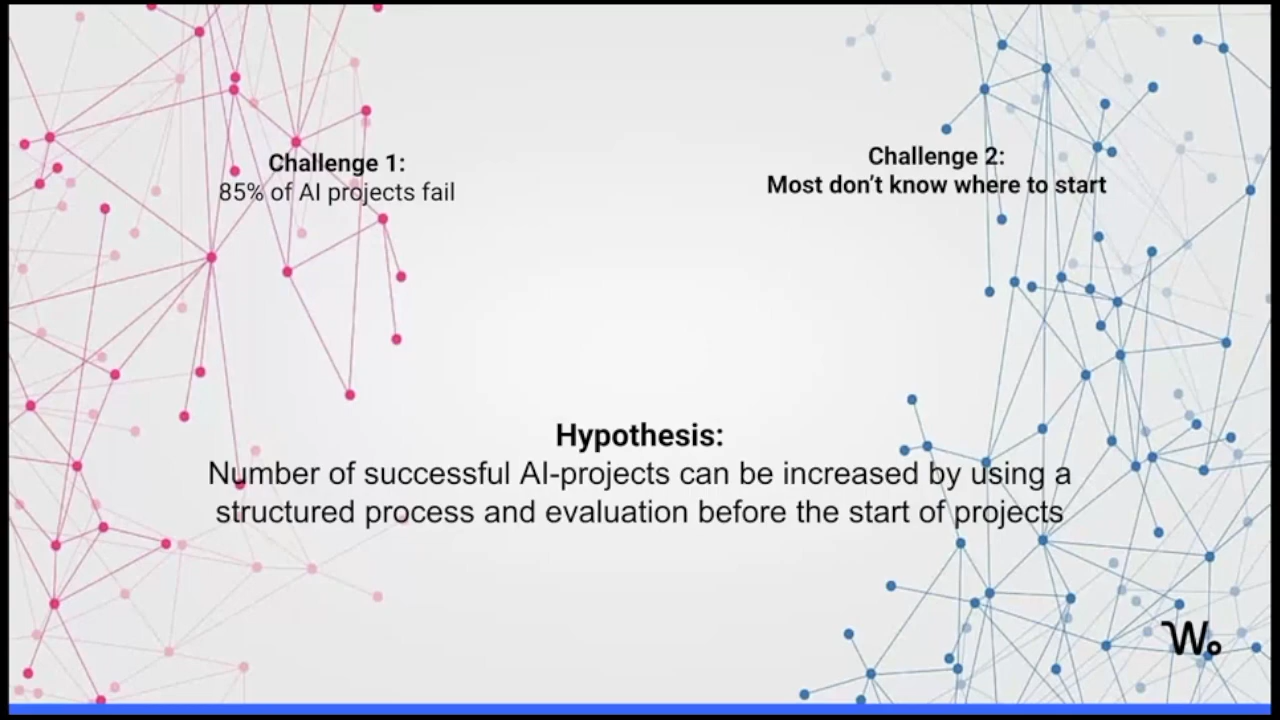 Challenge 1:
85% of AI projects fail
Challenge 2:
Most don't know where to start
Hypothesis:
Number of successful AI-projects can be increased by using a
structured process and evaluation before the start of projects
Wo